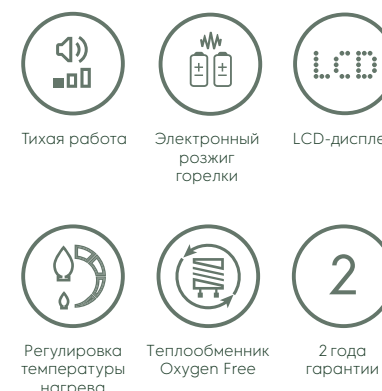 LCD
Тихая работа
Электронный
розжиг
горелки
LCD-диспле
2
Регулировка
температуры
нагрева
Теплообменник
Oxygen Free
2 года
гарантии